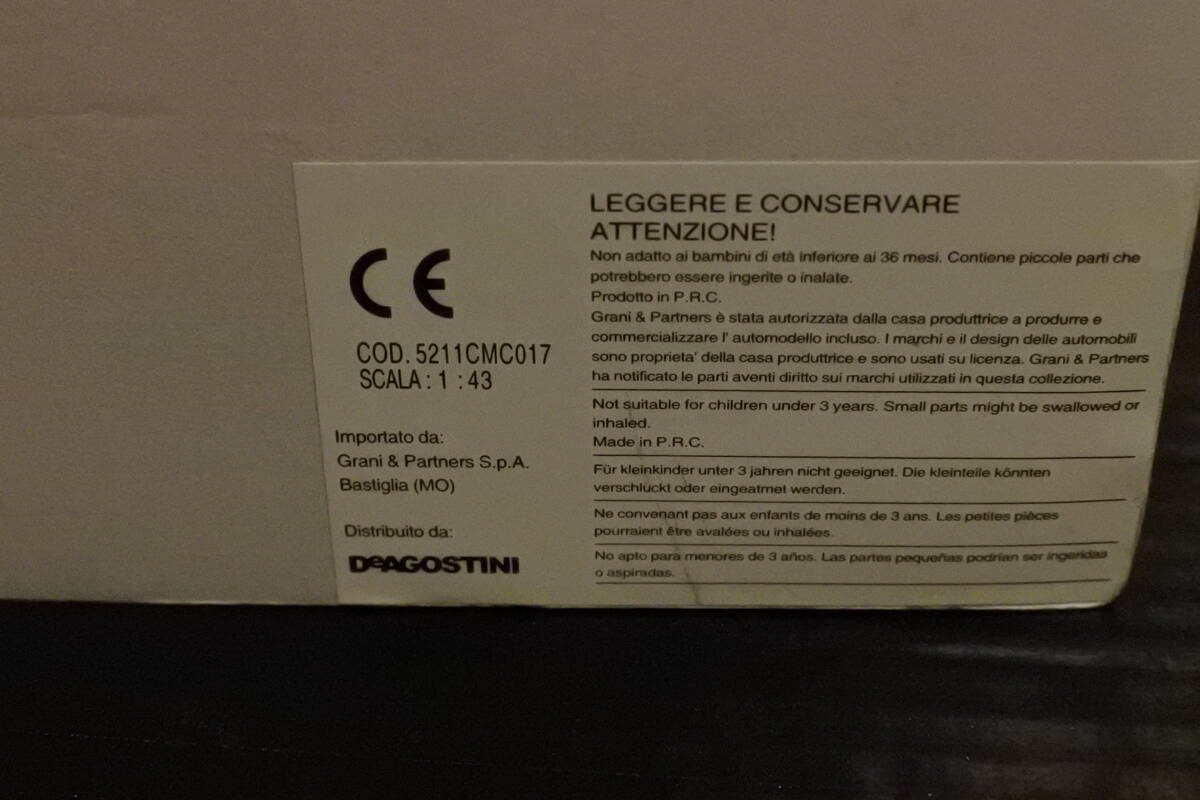 CE
COD. 5211CMC017
SCALA : 1 : 43
Importato da:
Grani & Partners S.p.A.
Bastiglia (MO)
Distribuito da:
DeAGOSTINI
LEGGERE E CONSERVARE
ATTENZIONE!
Non adatto ai bambini di età inferiore ai 36 mesi. Contiene piccole parti che
potrebbero essere ingerite o inalate.
Prodotto in P.R.C.
Grani & Partners è stata autorizzata dalla casa produttrice a produrre e
commercializzare l' automodello incluso. I marchi e il design delle automobili
sono proprieta' della casa produttrice e sono usati su licenza. Grani & Partners
ha notificato le parti aventi diritto sui marchi utilizzati in questa collezione.
Not suitable for children under 3 years. Small parts might be swallowed or
inhaled.
Made in P.R.C.
Für kleinkinder unter 3 jahren nicht geeignet. Die kleinteile könnten
verschluckt oder eingeatmet werden.
Ne convenant pas aux enfants de moins de 3 ans. Les petites pièces
pourraient être avalées ou inhalées.
No apto para menores de 3 años. Las partes pequeñas podrían ser ingeridas
o aspiradas.